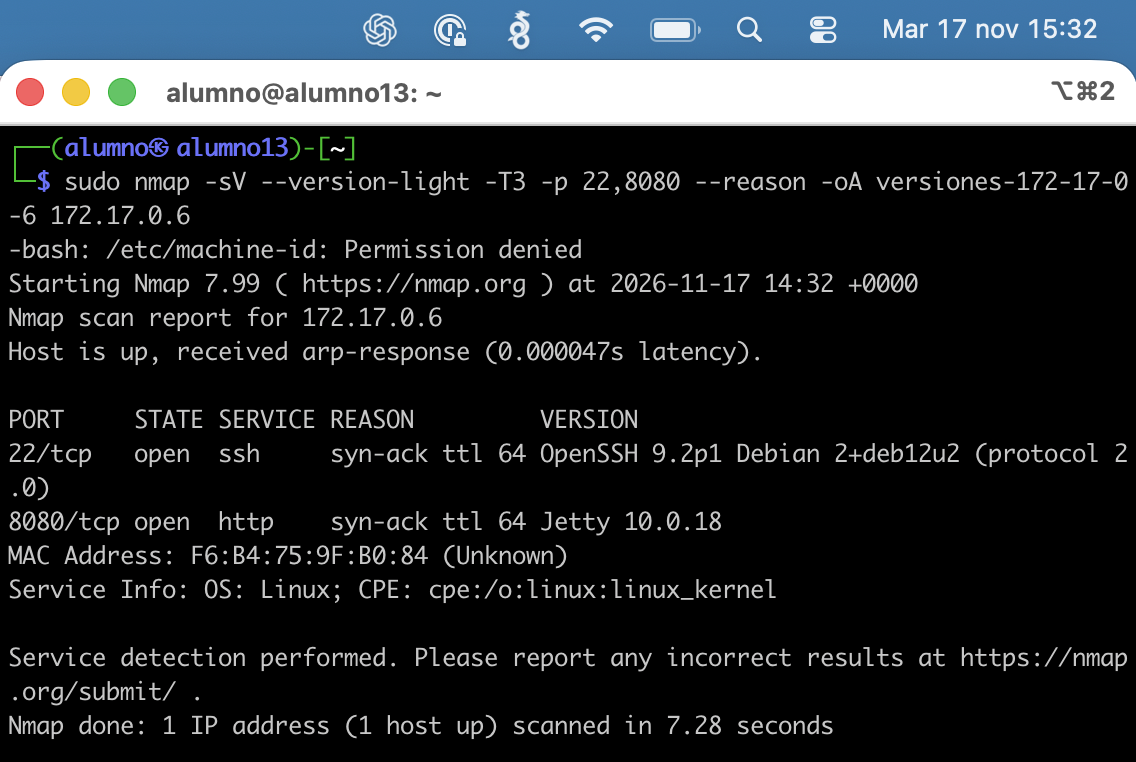 Mar 17 nov 15:32
alumno@alumno13: ~
⌥⌘2
┌──(alumno㉿ alumno13)-[~]
└─$ sudo nmap -sV --version-light -T3 -p 22,8080 --reason -oA versiones-172-17-0
-6 172.17.0.6
-bash: /etc/machine-id: Permission denied
Starting Nmap 7.99 ( https://nmap.org ) at 2026-11-17 14:32 +0000
Nmap scan report for 172.17.0.6
Host is up, received arp-response (0.000047s latency).
PORT     STATE SERVICE REASON         VERSION
22/tcp   open  ssh     syn-ack ttl 64 OpenSSH 9.2p1 Debian 2+deb12u2 (protocol 2
.0)
8080/tcp open  http    syn-ack ttl 64 Jetty 10.0.18
MAC Address: F6:B4:75:9F:B0:84 (Unknown)
Service Info: OS: Linux; CPE: cpe:/o:linux:linux_kernel
Service detection performed. Please report any incorrect results at https://nmap
.org/submit/ .
Nmap done: 1 IP address (1 host up) scanned in 7.28 seconds